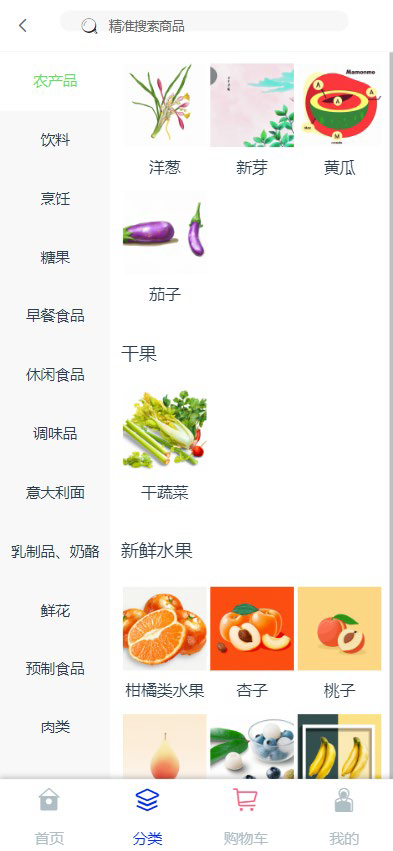 精准搜索商品
农产品
饮料
烹饪
糖果
早餐食品
休闲食品
调味品
意大利面
乳制品、奶酪
鲜花
预制食品
肉类
洋葱
新芽
Mamonmo
A
A
A
M
黄瓜
茄子
干果
干蔬菜
新鲜水果
柑橘类水果
杏子
桃子
首页
分类
购物车
我的